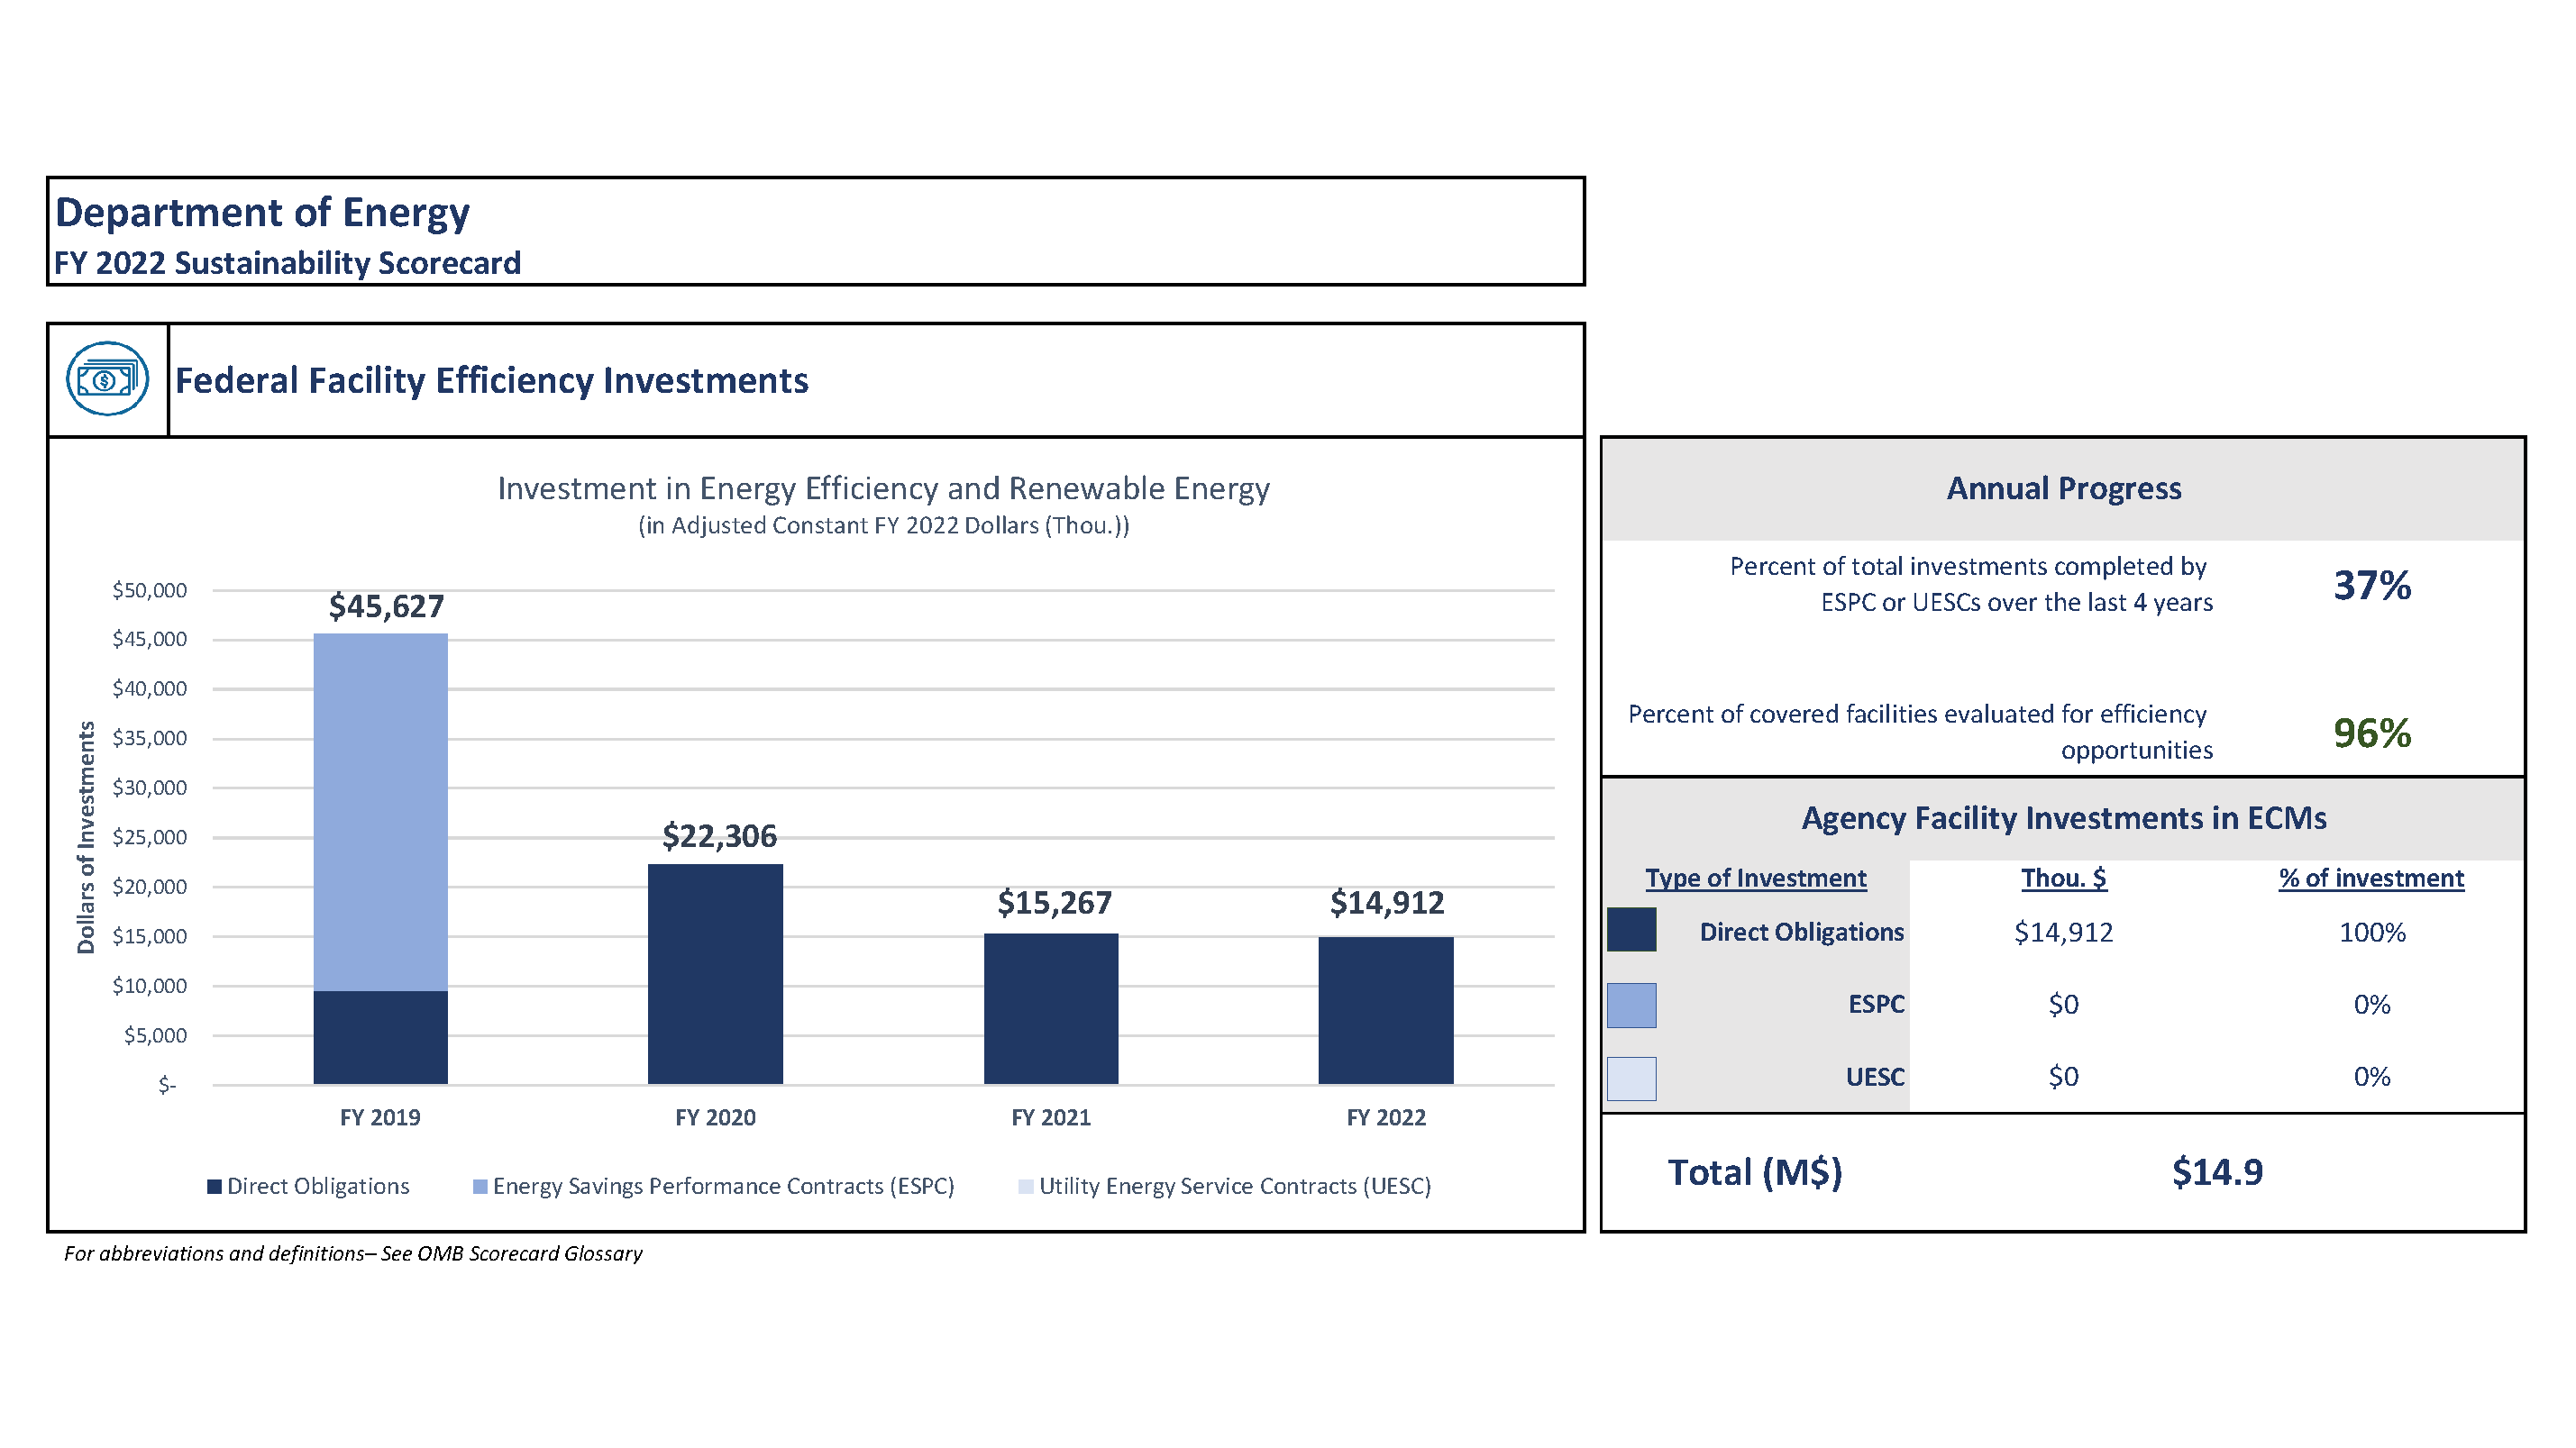 Department of Energy
FY 2022 Sustainability Scorecard
$
Federal Facility Efficiency Investments
Investment in Energy Efficiency and Renewable Energy
(in Adjusted Constant FY 2022 Dollars (Thou.))
Dollars of Investments
$50,000
$45,000
$40,000
$35,000
$30,000
$25,000
$20,000
$15,000
$10,000
$5,000
$-
$45,627
$22,306
$15,267
$14,912
FY 2019
FY 2020
FY 2021
FY 2022
Direct Obligations
Energy Savings Performance Contracts (ESPC)
Utility Energy Service Contracts (UESC)
Annual Progress
Percent of total investments completed by
ESPC or UESCs over the last 4 years
37%
Percent of covered facilities evaluated for efficiency
opportunities
96%
Agency Facility Investments in ECMs
Type of Investment Thou. $ % of investment
Direct Obligations $14,912 100%
ESPC $0 0%
UESC $0 0%
Total (M$) $14.9
For abbreviations and definitions– See OMB Scorecard Glossary